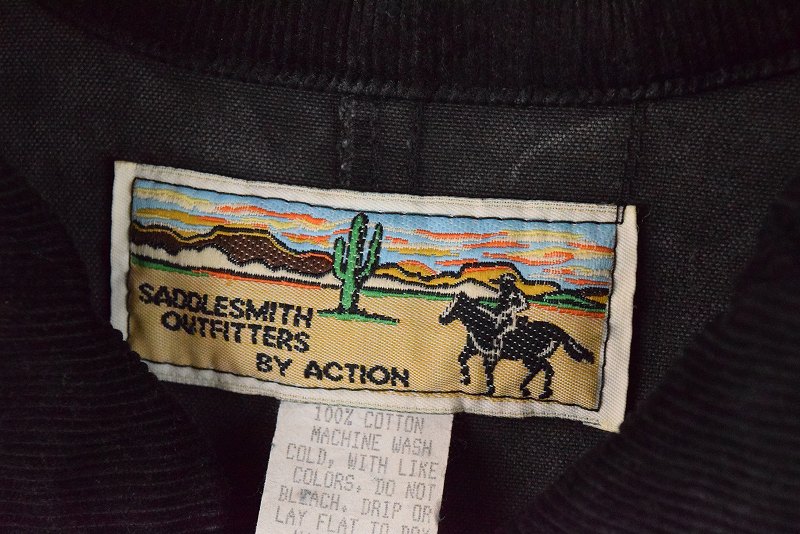 SADDLESMITH
OUTFITTERS
BY ACTION
100% COTTON
MACHINE WASH
COLD, WITH LIKE
COLORS. DO NOT
BLEACH. DRIP OR
LAY FLAT TO DRY